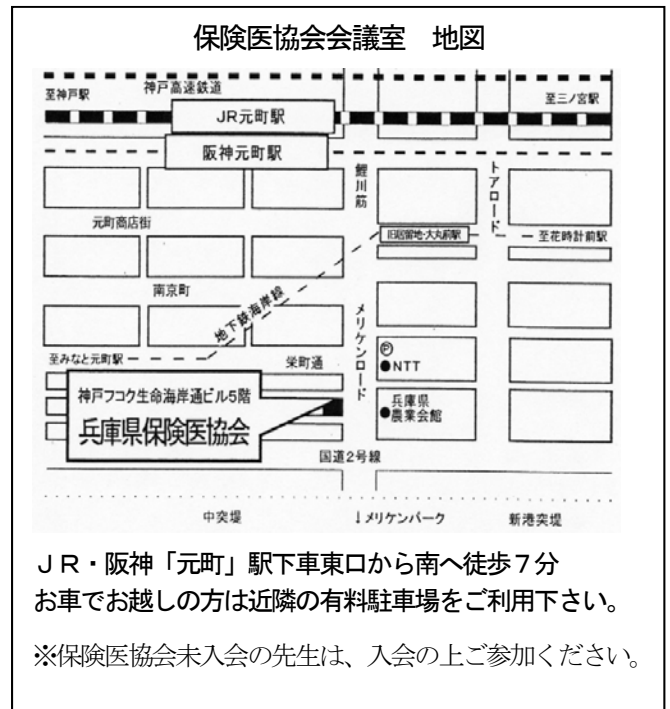 保険医協会会議室　地図
至神戸駅
神戸高速鉄道
至三ノ宮駅
JR元町駅
阪神元町駅
鯉川筋
トアロード
元町商店街
旧居留地・大丸前駅
至花時計前駅
南京町
地下鉄海岸線
メリケンロード
至みなと元町駅
栄町通
Ⓟ
●NTT
神戸フコク生命海岸通ビル5階
兵庫県保険医協会
兵庫県
●農業会館
国道2号線
中突堤
↓メリケンパーク
新港突堤
ＪＲ・阪神「元町」駅下車東口から南へ徒歩７分
お車でお越しの方は近隣の有料駐車場をご利用下さい。
※保険医協会未入会の先生は、入会の上ご参加ください。